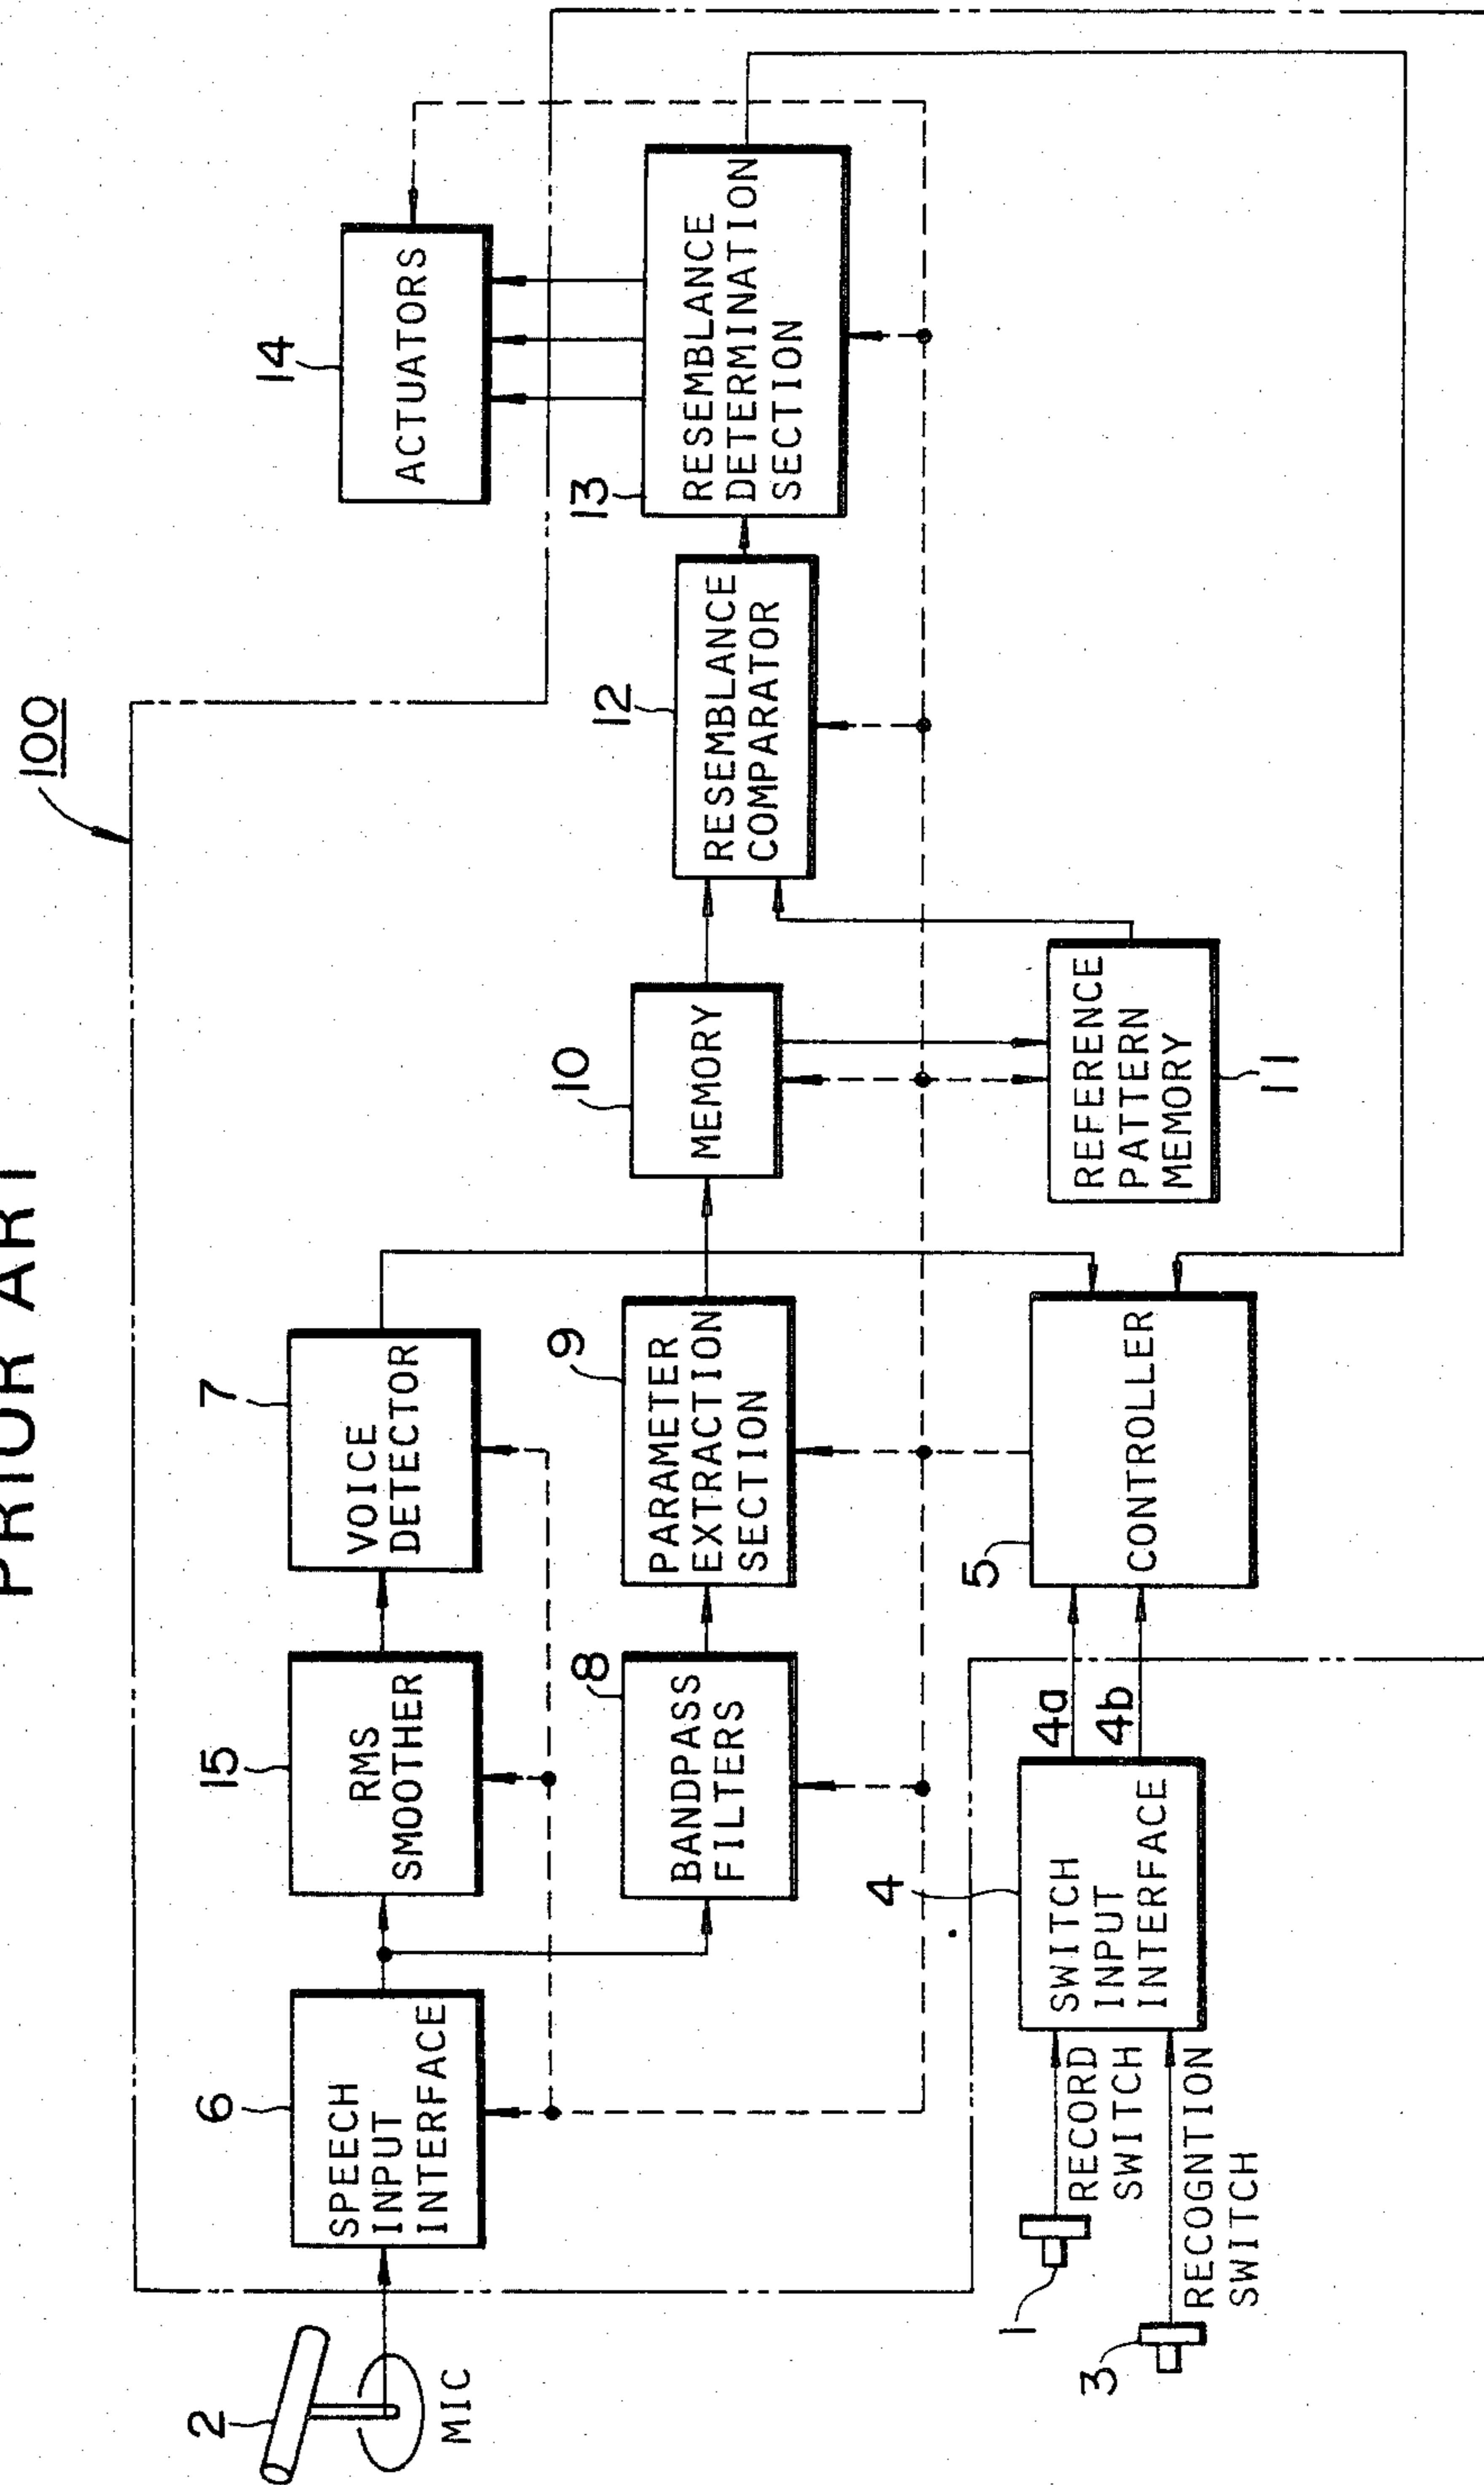 PRIOR ART
100
2
MIC
6
SPEECH
INPUT
INTERFACE
15
RMS
SMOOTHER
7
VOICE
DETECTOR
8
BANDPASS
FILTERS
9
PARAMETER
EXTRACTION
SECTION
10
MEMORY
12
RESEMBLANCE
COMPARATOR
13
RESEMBLANCE
DETERMINATION
SECTION
14
ACTUATORS
1
RECORD
SWITCH
3
RECOGNTION
SWITCH
4
SWITCH
INPUT
INTERFACE
4a
4b
5
CONTROLLER
REFERENCE
PATTERN
MEMORY
11